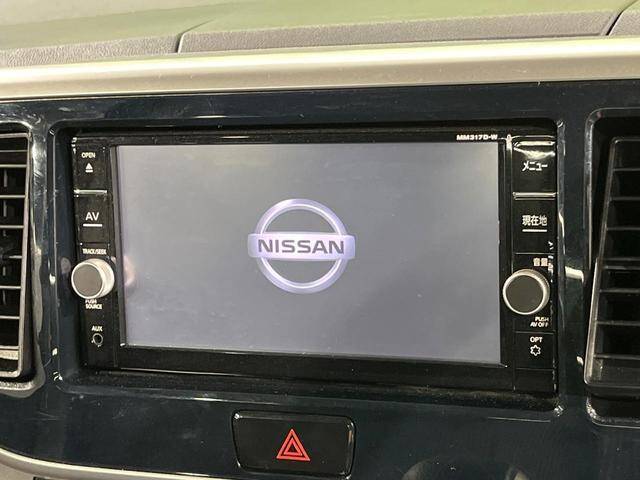 MM317D-W
OPEN
AV
TRACK/SEEK
PUSH
SOURCE
AUX
NISSAN
メニュー
現在地
音量
PUSH
AV OFF
OPT